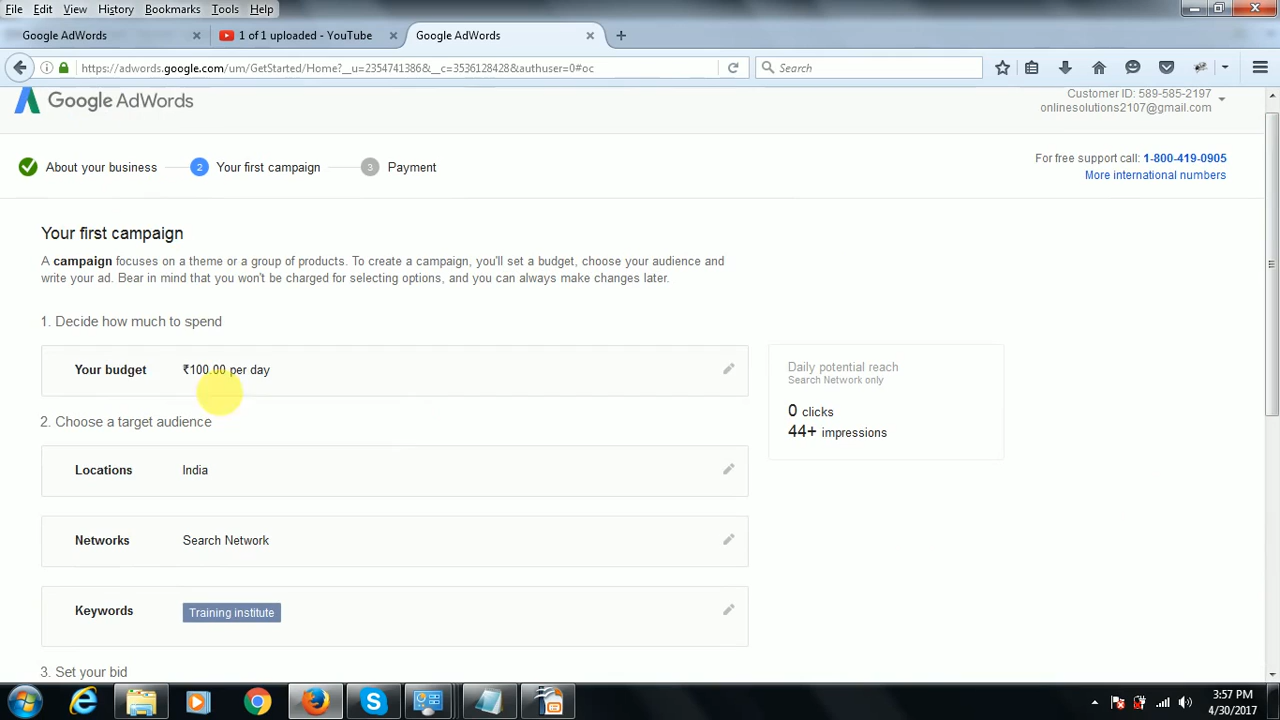 File Edit View History Bookmarks Tools Help
Google AdWords × 1 of 1 uploaded - YouTube × Google AdWords × +
https://adwords.google.com/um/GetStarted/Home?__u=2354741386&__c=3536128428&authuser=0#oc Search
Google AdWords
Customer ID: 589-585-2197
onlinesolutions2107@gmail.com
About your business 2 Your first campaign 3 Payment
For free support call: 1-800-419-0905
More international numbers
Your first campaign
A campaign focuses on a theme or a group of products. To create a campaign, you'll set a budget, choose your audience and
write your ad. Bear in mind that you won't be charged for selecting options, and you can always make changes later.
1. Decide how much to spend
Your budget ₹100.00 per day
Daily potential reach
Search Network only
0 clicks
44+ impressions
2. Choose a target audience
Locations India
Networks Search Network
Keywords Training institute
3. Set your bid
3:57 PM
4/30/2017